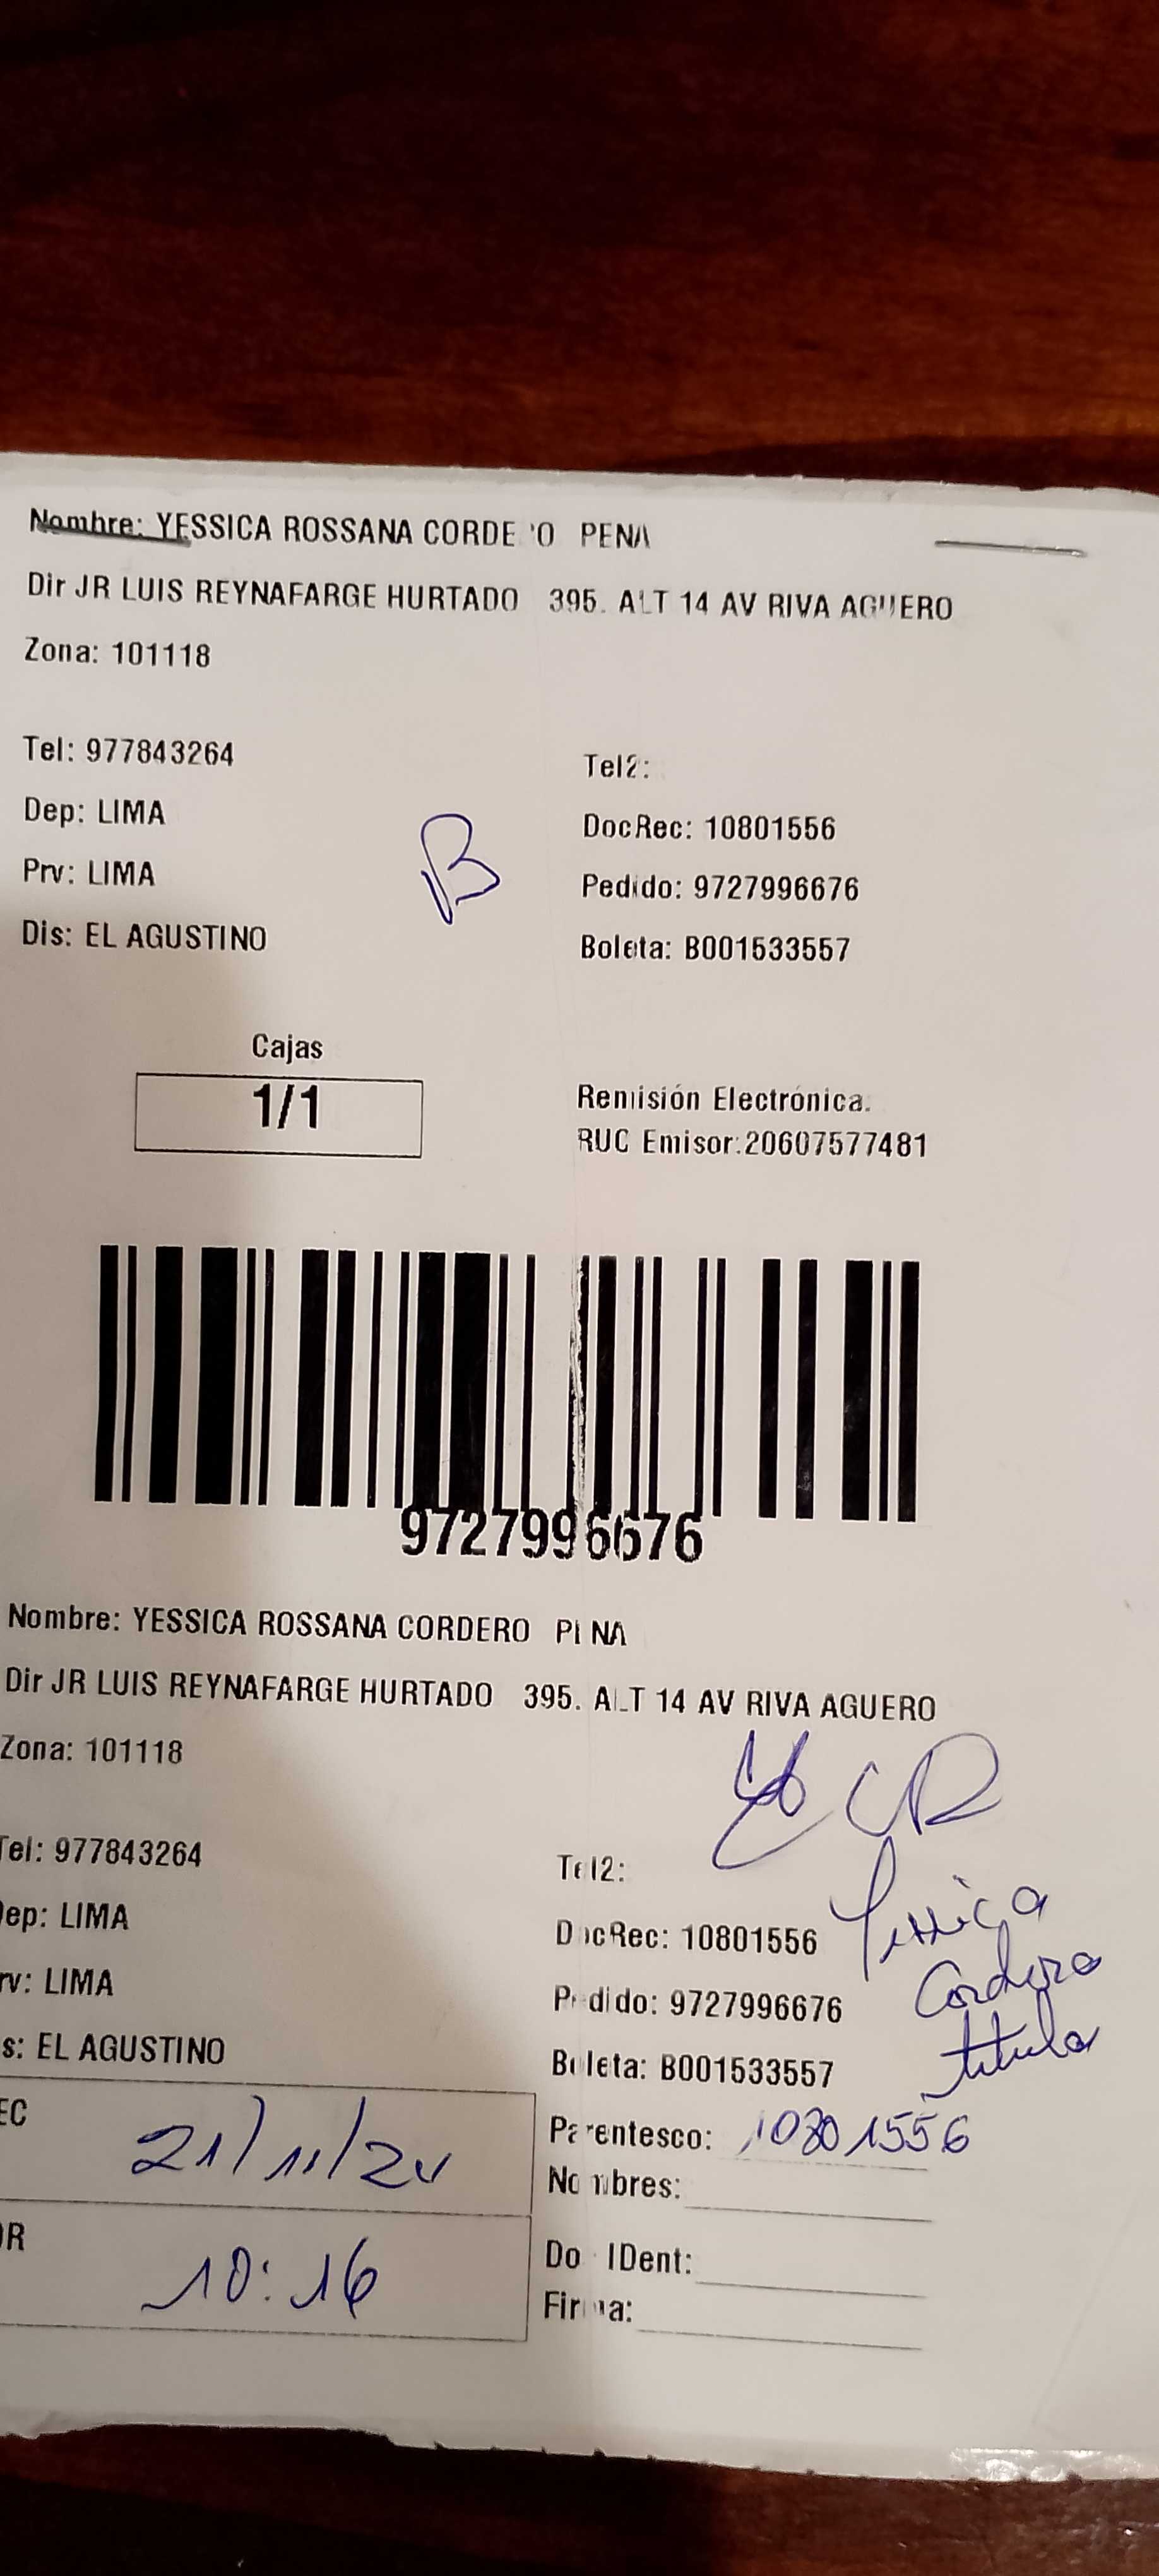 Nombre: YESSICA ROSSANA CORDE O PENA
Dir JR LUIS REYNAFARGE HURTADO 395. ALT 14 AV RIVA AGUERO
Zona: 101118
Tel: 977843264
Tel2:
Dep: LIMA
DocRec: 10801556
Prv: LIMA
Pedido: 9727996676
B
Dis: EL AGUSTINO
Boleta: B001533557
Cajas
1/1
Remisión Electrónica.
RUC Emisor:20607577481
9727996676
Nombre: YESSICA ROSSANA CORDERO PENA
Dir JR LUIS REYNAFARGE HURTADO 395. ALT 14 AV RIVA AGUERO
Zona: 101118
Tel: 977843264
Tel2:
ep: LIMA
DocRec: 10801556
Yessica
rv: LIMA
Pedido: 9727996676
Cordero
s: EL AGUSTINO
Boleta: B001533557
titula
EC 21/11/24
Parentesco: 10801556
Nombres:
OR 10:16
Doc IDent:
Firma: